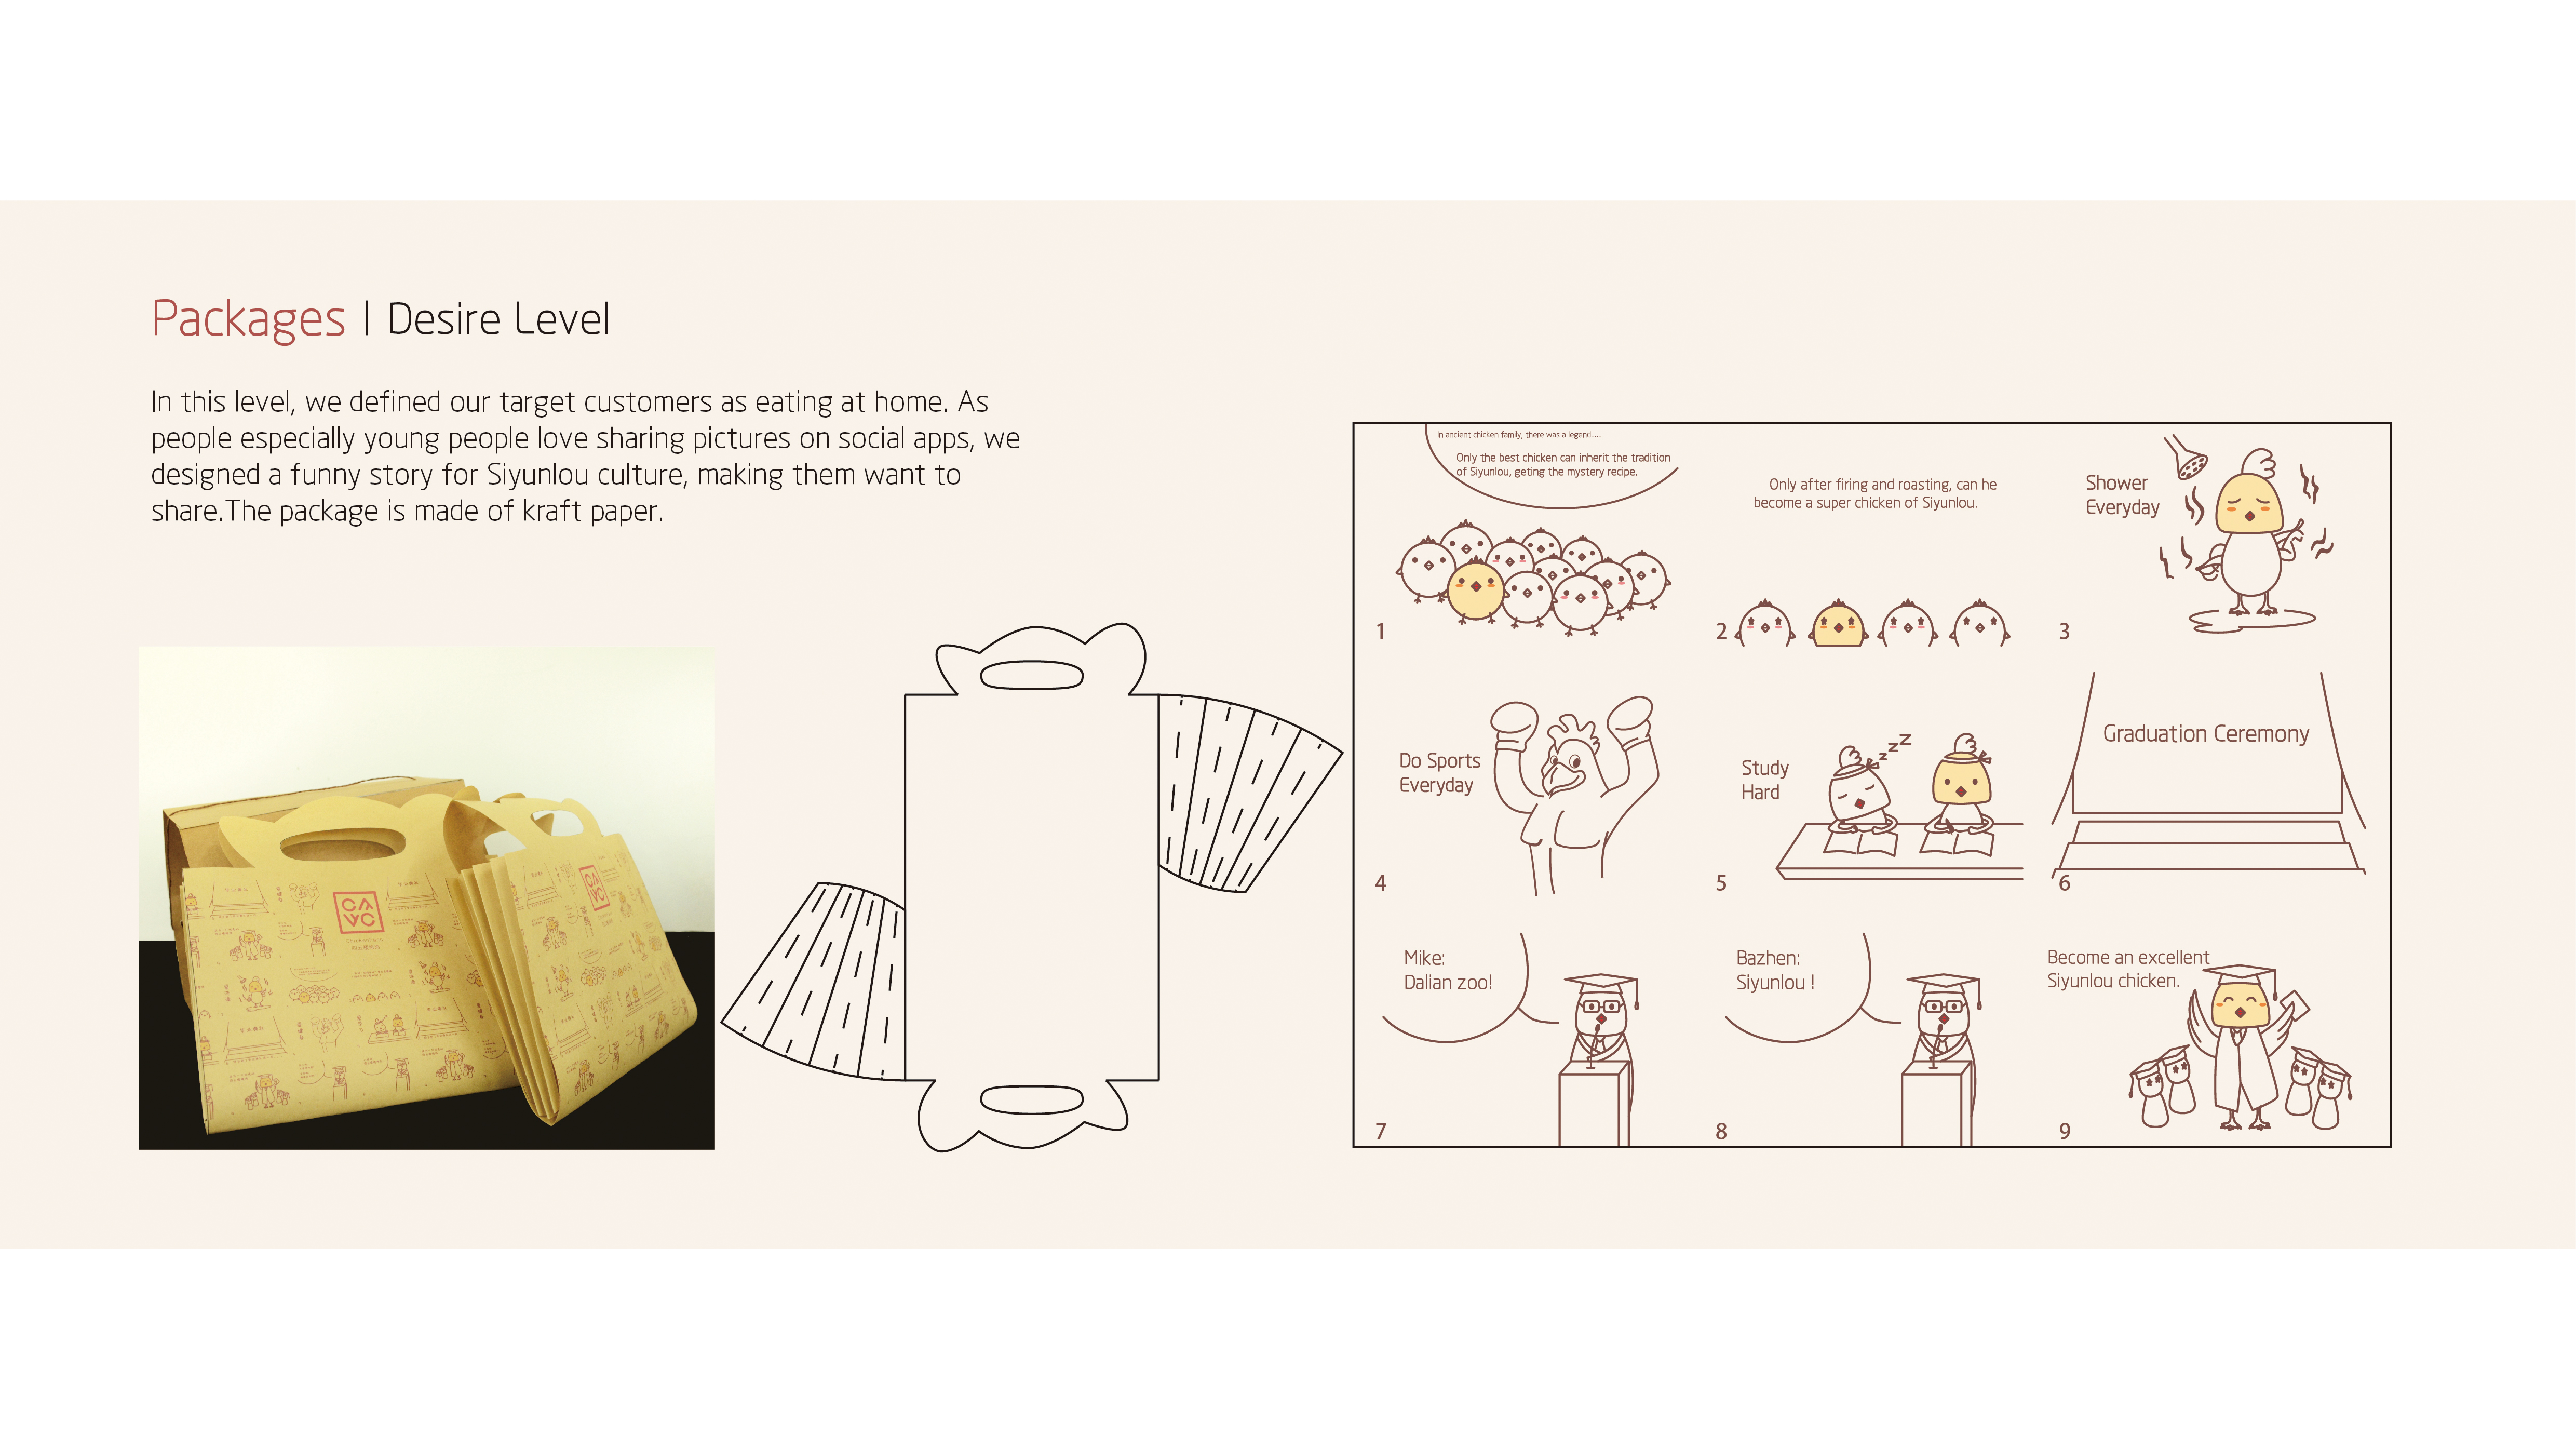 Packages | Desire Level
In this level, we defined our target customers as eating at home. As
people especially young people love sharing pictures on social apps, we
designed a funny story for Siyunlou culture, making them want to
share.The package is made of kraft paper.
CAVC
In ancient chicken family, there was a legend......
Only the best chicken can inherit the tradition
of Siyunlou, geting the mystery recipe.
1
Only after firing and roasting, can he
become a super chicken of Siyunlou.
2
Shower
Everyday
3
Do Sports
Everyday
4
Study
Hard
z z Z
5
Graduation Ceremony
6
Mike:
Dalian zoo!
7
Bazhen:
Siyunlou !
8
Become an excellent
Siyunlou chicken.
9